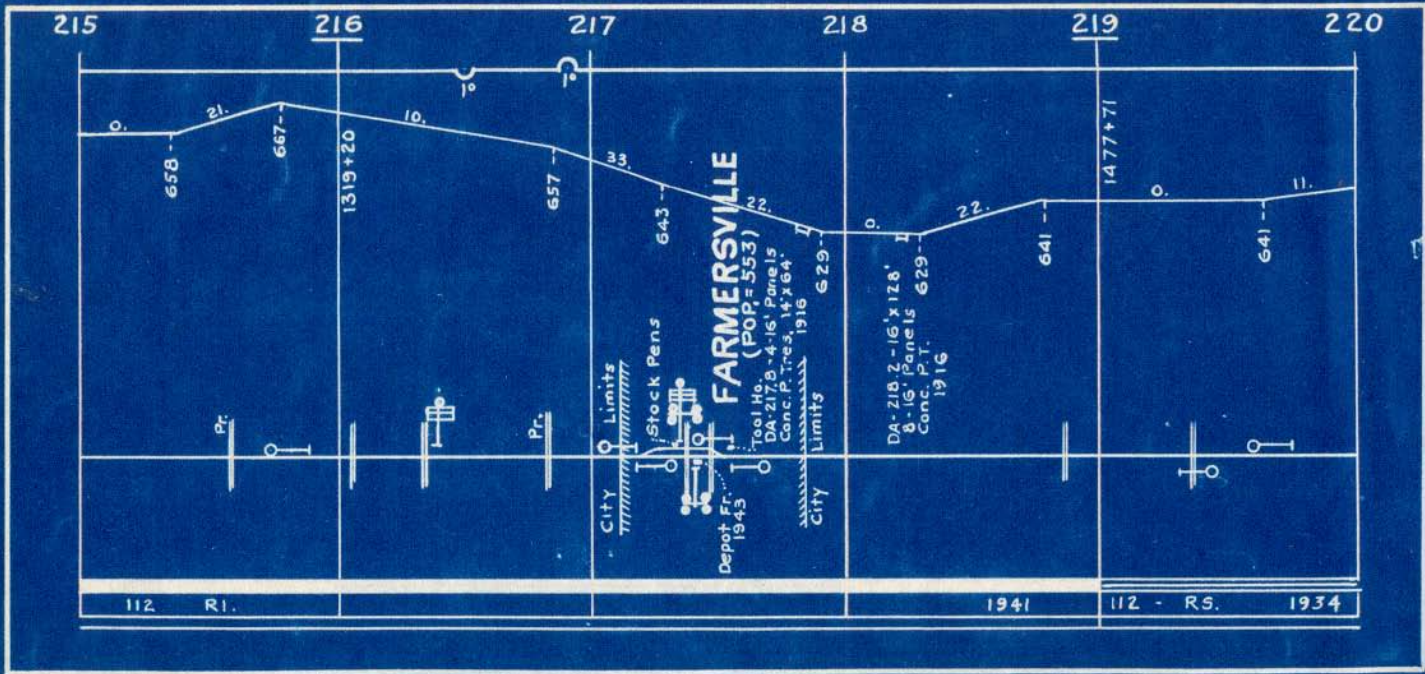 215 216 217 218 219 220
1° 1°
0. 21. 10. 33. 22. 0. 22. 0. 11.
658
667
1319+20
657
643
629
629
641
1477+71
641
FARMERSVILLE
(POP. = 553)
Tool Ho.
DA-217.8-4-16' Panels
Conc. P. Tres. 14' x 64'
1916
DA-218.2-16' x 128'
8-16' Panels
Conc. P.T.
1916
Pr.
Pr.
City Limits
Stock Pens
Depot Fr.
1943
City Limits
112 RI. 1941 112 - RS. 1934